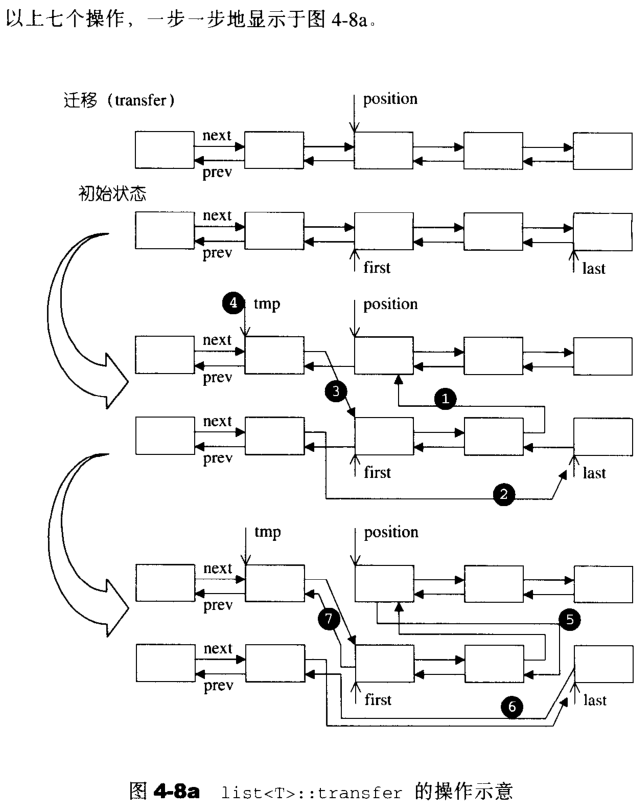 以上七个操作，一步一步地显示于图 4-8a。
迁移（transfer）
position
next
prev
初始状态
next
prev
first
last
4
tmp
position
next
prev
3
1
next
prev
first
last
2
tmp
position
next
prev
7
5
next
prev
first
last
6
图 4-8a list<T>::transfer 的操作示意